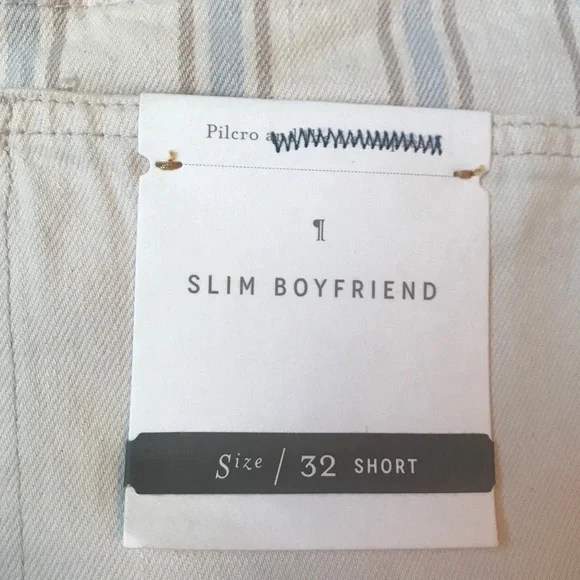 Pilcro
¶
SLIM BOYFRIEND
Size / 32 SHORT